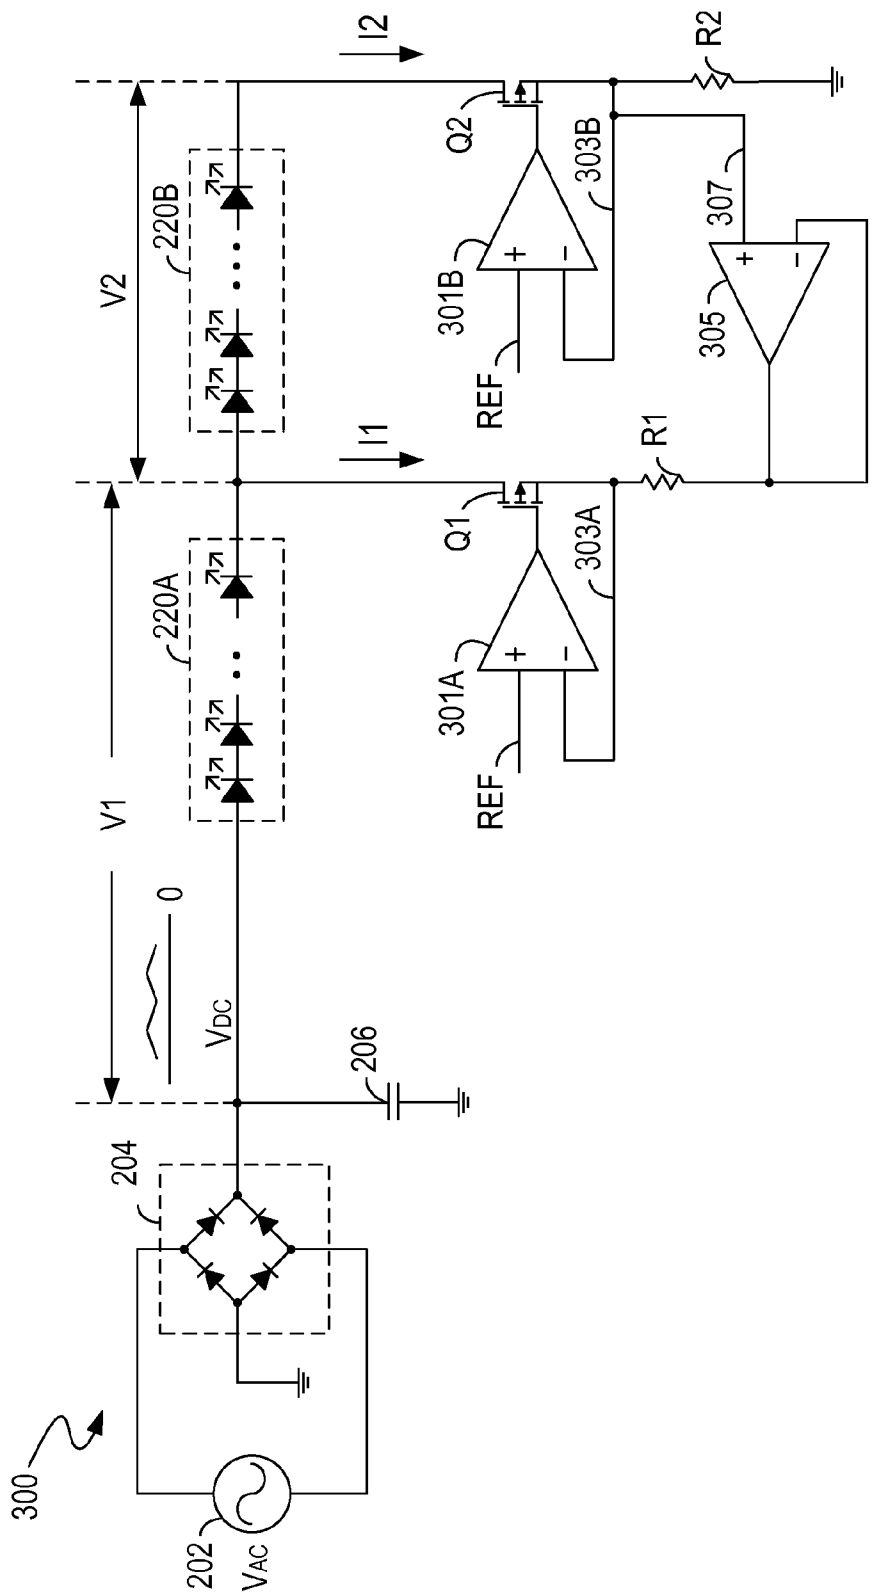 300
202
VAC
204
206
VDC
0
V1
V2
220A
220B
I1
I2
REF
301A
+
-
Q1
303A
R1
REF
301B
+
-
Q2
303B
R2
305
307
+
-